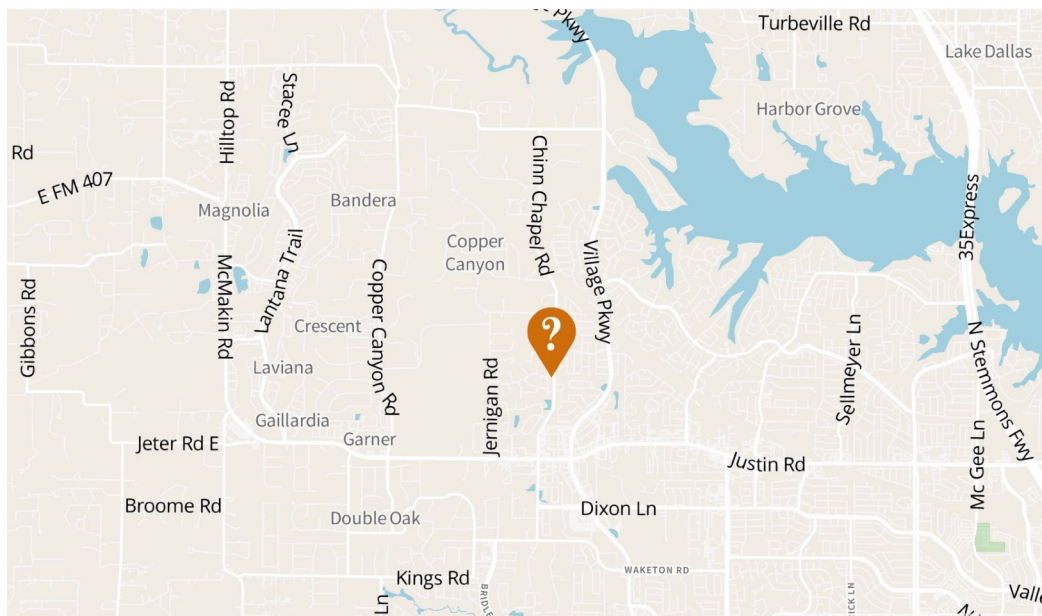 Pkwy
Turbeville Rd
Lake Dallas
Harbor Grove
Hilltop Rd
Stacee Ln
Rd
E FM 407
Magnolia
Bandera
Chinn Chapel Rd
Copper
Canyon
35Express
McMakin Rd
Lantana Trail
Copper Canyon Rd
Village Pkwy
Gibbons Rd
Crescent
?
Laviana
Jernigan Rd
Sellmeyer Ln
N Stemmons Fwy
Gaillardia
Garner
Jeter Rd E
Justin Rd
Mc Gee Ln
Broome Rd
Double Oak
Dixon Ln
Kings Rd
WAKETON RD
Ln